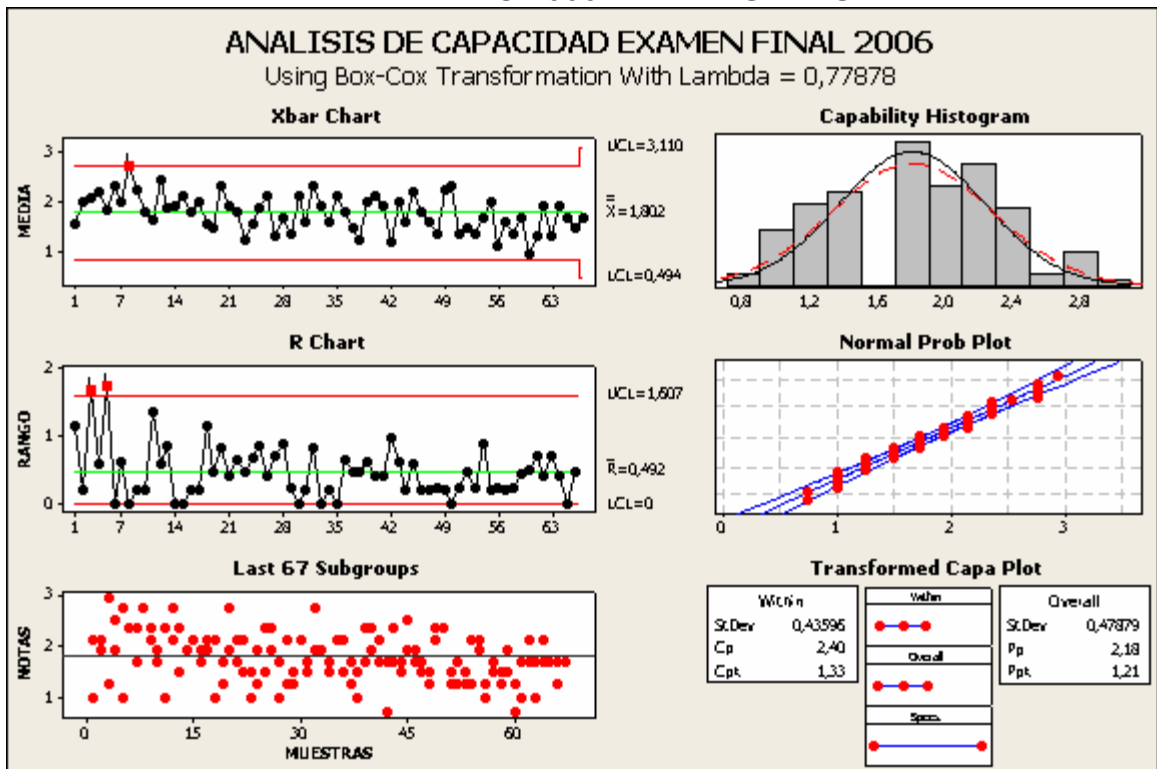 ANALISIS DE CAPACIDAD EXAMEN FINAL 2006
Using Box-Cox Transformation With Lambda = 0,77878
Xbar Chart
MEDIA
3
2
1
1 7 14 21 28 35 42 49 56 63
UCL=3,110
X=1,802
LCL=0,494
Capability Histogram
0,8 1,2 1,6 2,0 2,4 2,8
R Chart
RANGO
2
1
0
1 7 14 21 28 35 42 49 56 63
UCL=1,607
R=0,492
LCL=0
Normal Prob Plot
0 1 2 3
Last 67 Subgroups
NOTAS
3
2
1
0 15 30 45 60
MUESTRAS
Transformed Capa Plot
Within
StDev 0,43596
Cp 2,40
Cpk 1,33
Within
Overall
Specs
Overall
StDev 0,47879
Pp 2,18
Ppk 1,21